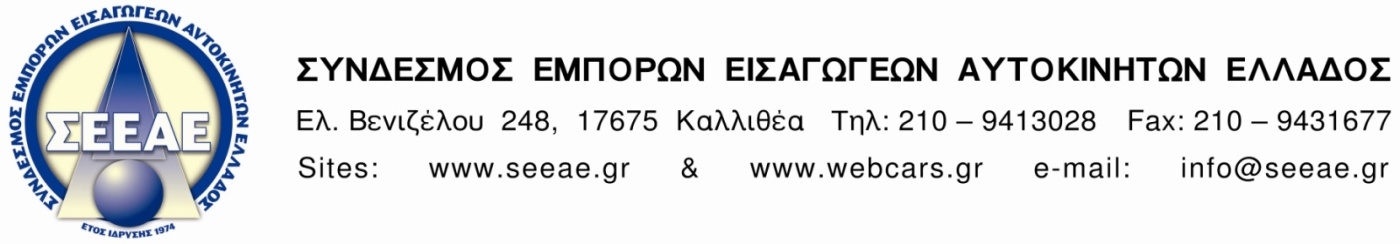 ΣΥΝΔΕΣΜΟΣ ΕΜΠΟΡΩΝ ΕΙΣΑΓΩΓΕΩΝ ΑΥΤΟΚΙΝΗΤΩΝ ΕΛΛΑΔΟΣ
ΣΕΕΑΕ
ΕΤΟΣ ΙΔΡΥΣΗΣ 1974
ΣΥΝΔΕΣΜΟΣ ΕΜΠΟΡΩΝ ΕΙΣΑΓΩΓΕΩΝ ΑΥΤΟΚΙΝΗΤΩΝ ΕΛΛΑΔΟΣ
Ελ. Βενιζέλου 248, 17675 Καλλιθέα Τηλ: 210 – 9413028 Fax: 210 – 9431677
Sites: www.seeae.gr & www.webcars.gr e-mail: info@seeae.gr